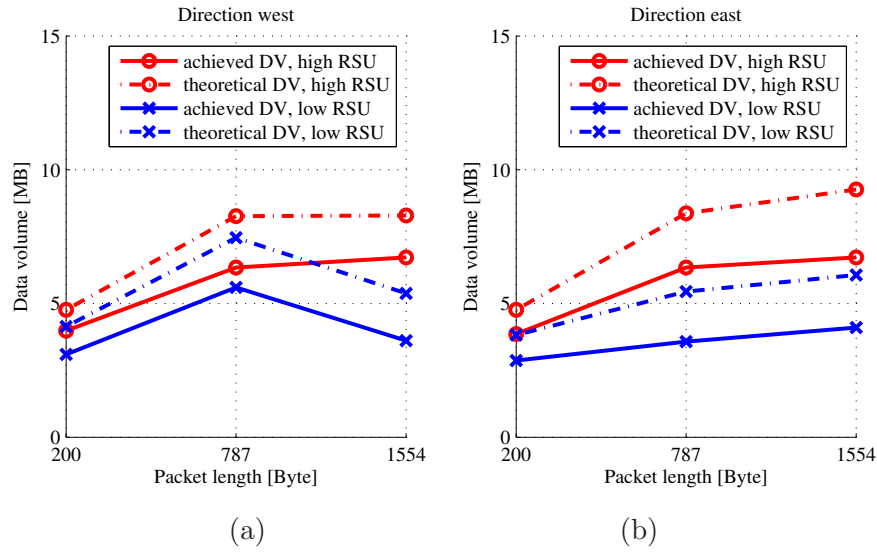 Direction west
15
achieved DV, high RSU
theoretical DV, high RSU
achieved DV, low RSU
theoretical DV, low RSU
10
5
0
Data volume [MB]
200
787
1554
Packet length [Byte]
(a)
Direction east
15
achieved DV, high RSU
theoretical DV, high RSU
achieved DV, low RSU
theoretical DV, low RSU
10
5
0
Data volume [MB]
200
787
1554
Packet length [Byte]
(b)